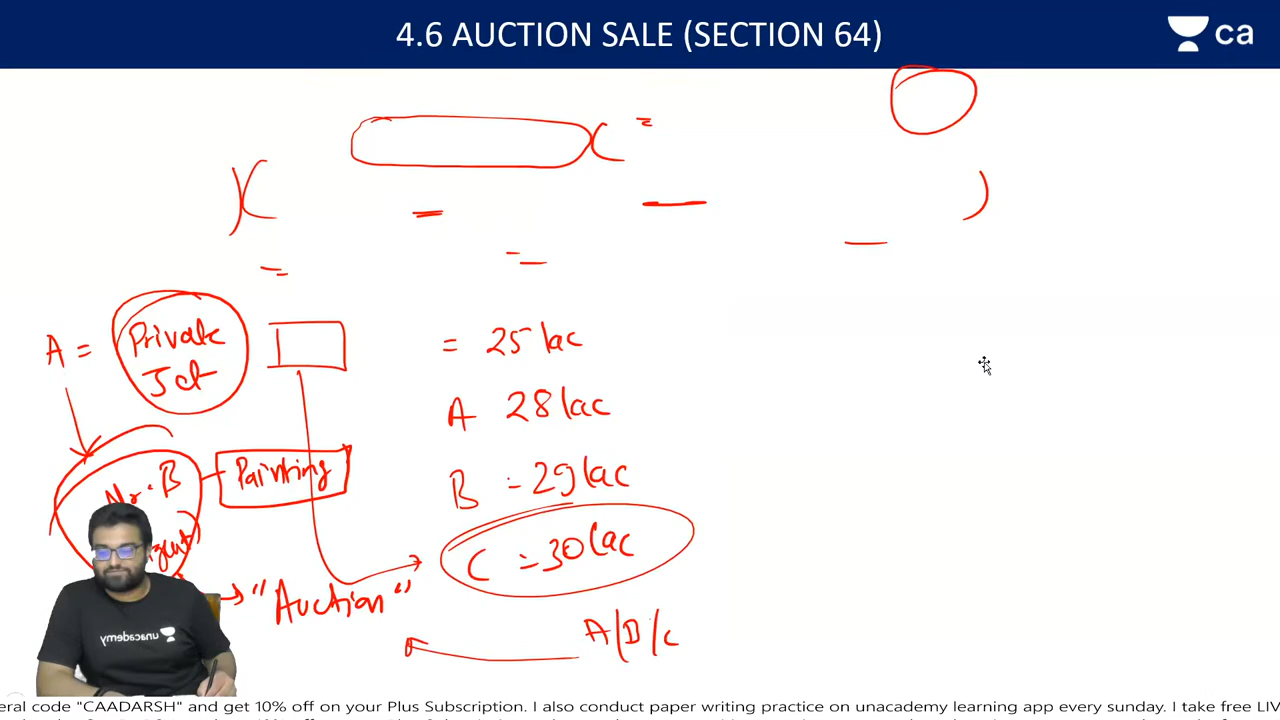 4.6 AUCTION SALE (SECTION 64)
ca
A = Private Jet
= 25 lac
A 28 lac
Mr. B
Painting
B = 29 lac
C = 30 lac
"Auction"
A/B/C
unacademy
eral code "CAADARSH" and get 10% off on your Plus Subscription. I also conduct paper writing practice on unacademy learning app every sunday. I take free LIV